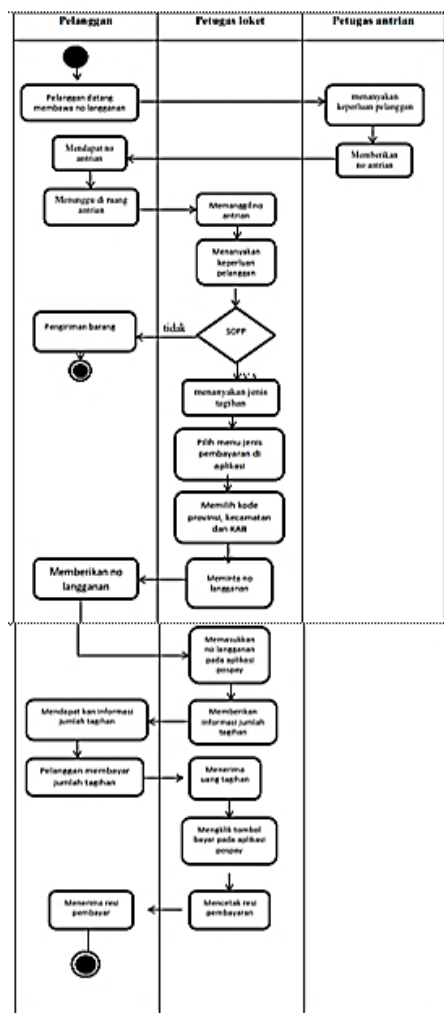 Pelanggan
Petugas loket
Petugas antrian
Pelanggan datang
membawa no langganan
menanyakan
keperluan pelanggan
Mendapat no
antrian
Memberikan
no antrian
Menunggu di ruang
antrian
Memanggil no
antrian
Menanyakan
keperluan
pelanggan
Pengiriman barang
tidak
SOPP
menanyakan jenis
tagihan
Pilih menu jenis
pembayaran di
aplikasi
Memilih kode
provinsi, kecamatan
dan KAB
Memberikan no
langganan
Meminta no
langganan
Memasukkan
no langganan
pada aplikasi
pospay
Mendapat kan informasi
jumlah tagihan
Memberikan
informasi jumlah
tagihan
Pelanggan membayar
jumlah tagihan
Menerima
uang tagihan
Mengklik tombol
bayar pada aplikasi
pospay
Menerima resi
pembayar
Mencetak resi
pembayaran